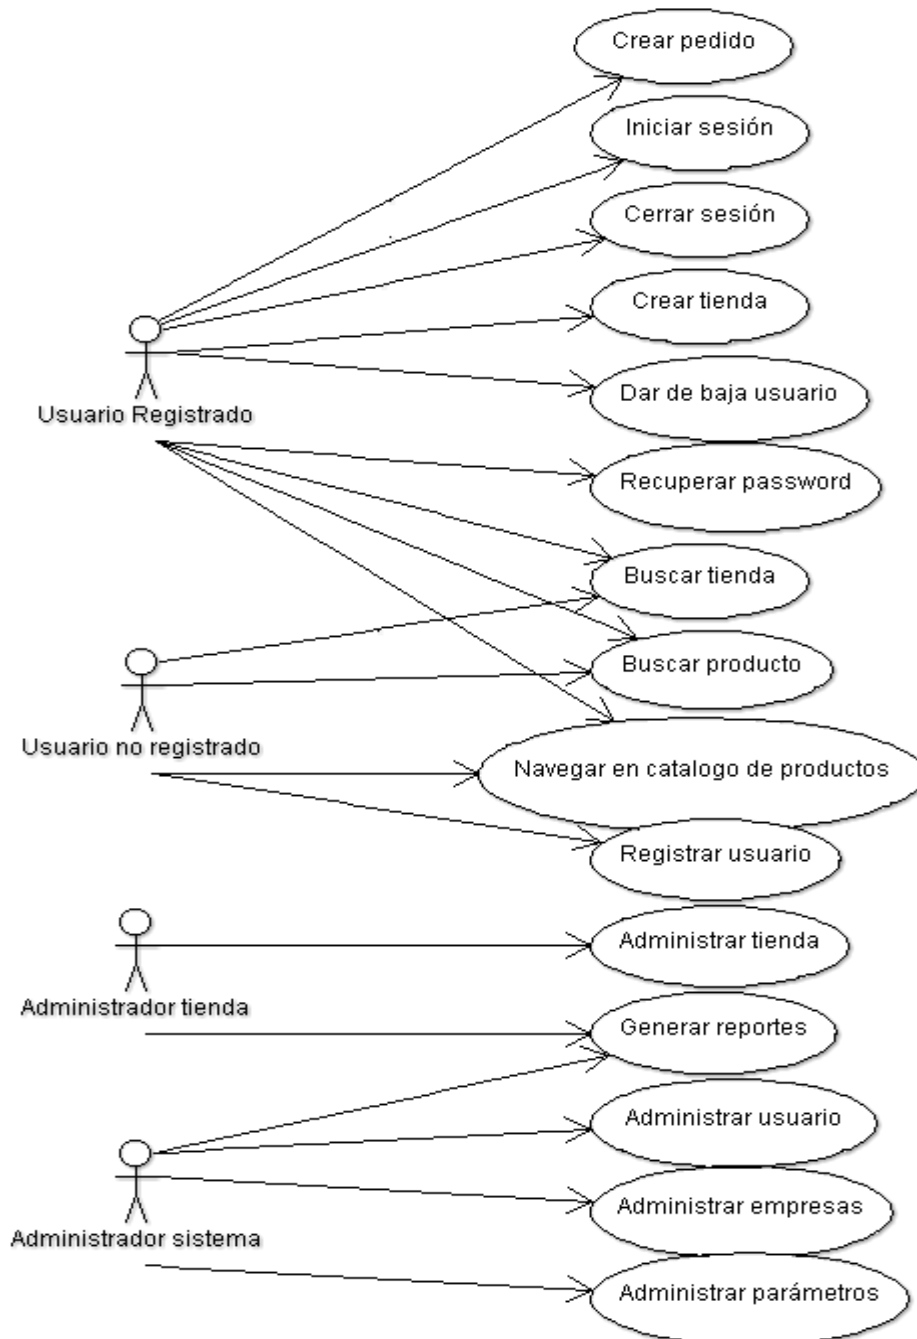 Crear pedido
Iniciar sesión
Cerrar sesión
Crear tienda
Usuario Registrado
Dar de baja usuario
Recuperar password
Buscar tienda
Buscar producto
Usuario no registrado
Navegar en catalogo de productos
Registrar usuario
Administrar tienda
Administrador tienda
Generar reportes
Administrar usuario
Administrar empresas
Administrador sistema
Administrar parámetros